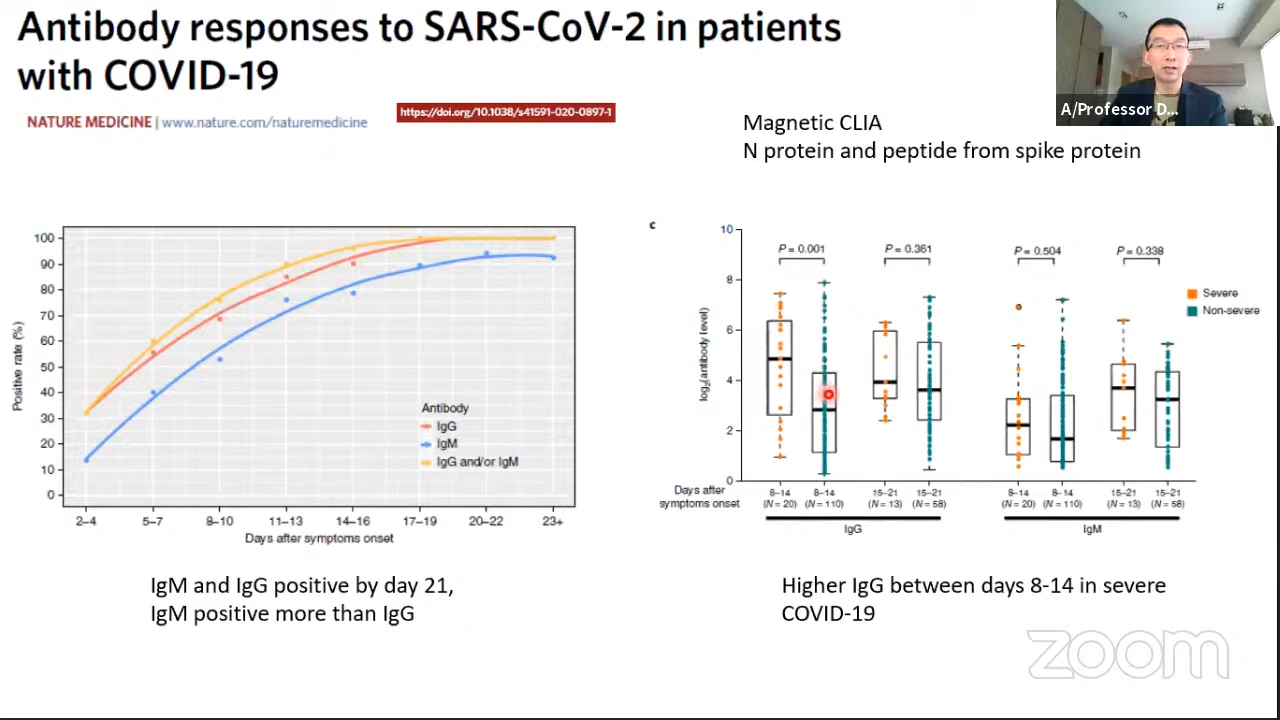 Antibody responses to SARS-CoV-2 in patients
with COVID-19
NATURE MEDICINE | www.nature.com/naturemedicine
https://doi.org/10.1038/s41591-020-0897-1
A/Professor D...
Magnetic CLIA
N protein and peptide from spike protein
Positive rate (%)
100
90
80
70
60
50
40
30
20
10
0
2–4 5–7 8–10 11–13 14–16 17–19 20–22 23+
Days after symptoms onset
Antibody
IgG
IgM
IgG and/or IgM
c
log2(antibody level)
10
8
6
4
2
0
P = 0.001 P = 0.361 P = 0.504 P = 0.338
Severe
Non-severe
Days after
symptoms onset
8–14 8–14 15–21 15–21 8–14 8–14 15–21 15–21
(N = 20) (N = 110) (N = 13) (N = 58) (N = 20) (N = 110) (N = 13) (N = 58)
IgG IgM
IgM and IgG positive by day 21,
IgM positive more than IgG
Higher IgG between days 8-14 in severe
COVID-19
zoom